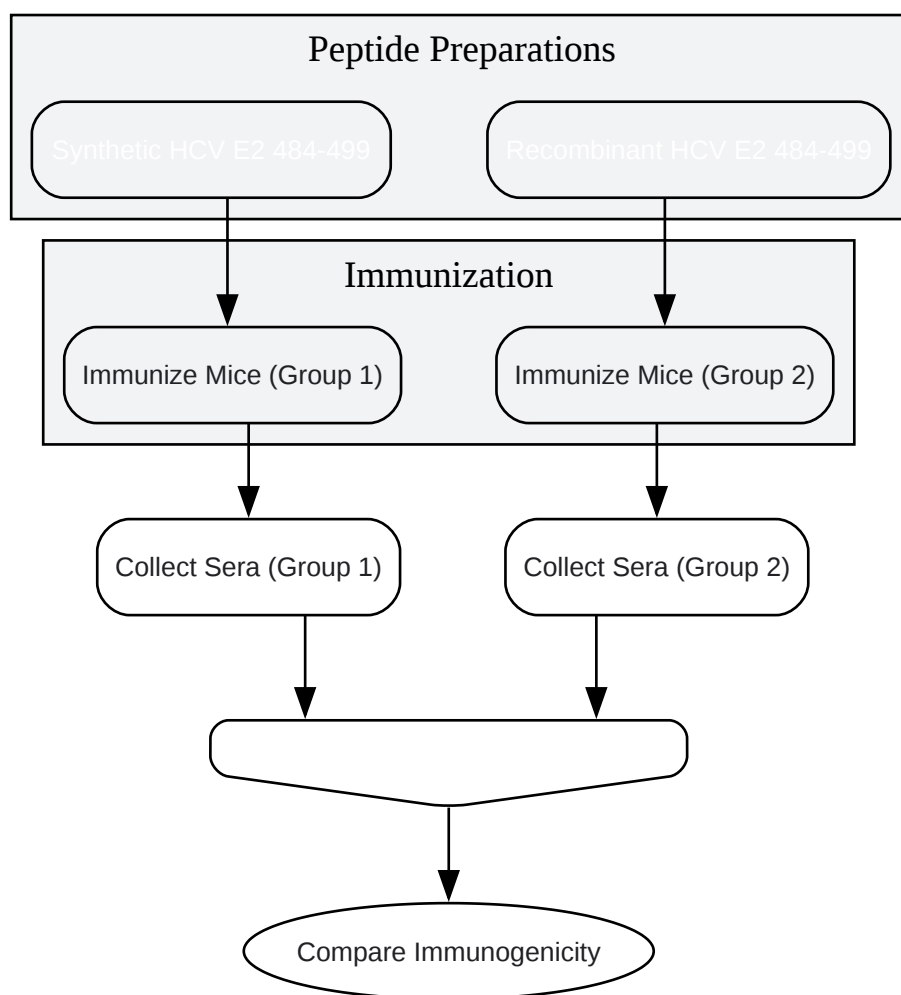 Peptide Preparations
Synthetic HCV E2 484-499
Recombinant HCV E2 484-499
Immunization
Immunize Mice (Group 1)
Immunize Mice (Group 2)
Collect Sera (Group 1)
Collect Sera (Group 2)
Compare Immunogenicity